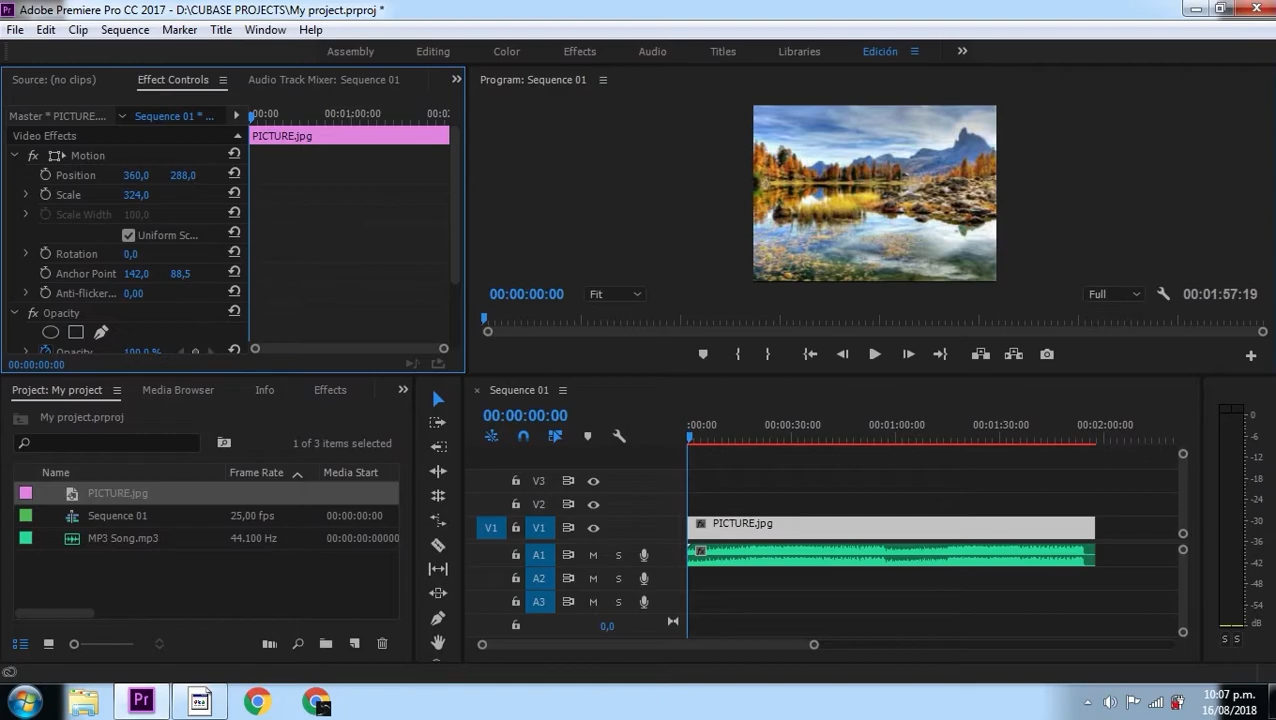 Adobe Premiere Pro CC 2017 - D:\CUBASE PROJECTS\My project.prproj *
File Edit Clip Sequence Marker Title Window Help
Assembly Editing Color Effects Audio Titles Libraries Edición
Source: (no clips) Effect Controls Audio Track Mixer: Sequence 01
Program: Sequence 01
Master * PICTURE.... Sequence 01 * ... :00:00 00:01:00:00
Video Effects PICTURE.jpg
fx Motion
Position 360,0 288,0
Scale 324,0
Scale Width 100,0
Uniform Sc...
Rotation 0,0
Anchor Point 142,0 88,5
Anti-flicker... 0,00
fx Opacity
Opacity 100,0 %
00:00:00:00
00:00:00:00 Fit Full 00:01:57:19
Project: My project Media Browser Info Effects
My project.prproj
1 of 3 items selected
Name Frame Rate Media Start
PICTURE.jpg
Sequence 01 25,00 fps 00:00:00:00
MP3 Song.mp3 44.100 Hz 00:00:00:00000
Sequence 01
00:00:00:00
:00:00 00:00:30:00 00:01:00:00 00:01:30:00 00:02:00:00
V3
V2
V1 V1 fx PICTURE.jpg
A1 M S fx
A2 M S
A3 M S
0,0
0
-6
-12
-18
-24
-30
-36
-42
-48
-54
dB
S S
Pr
10:07 p.m.
16/08/2018